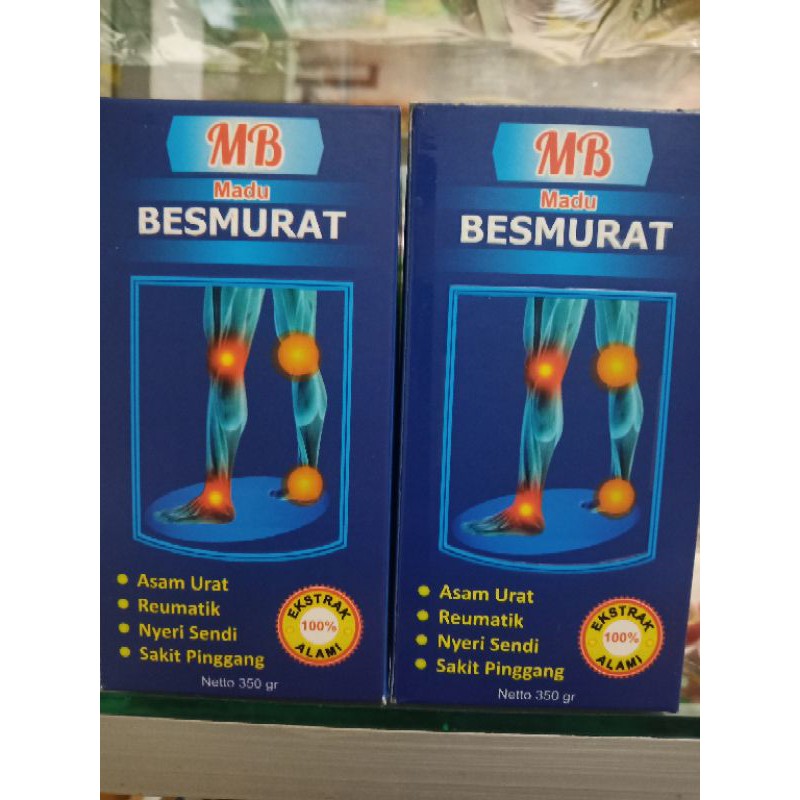 MB
Madu
BESMURAT
Asam Urat
Reumatik
Nyeri Sendi
Sakit Pinggang
EKSTRAK
100%
ALAMI
Netto 350 gr
MB
Madu
BESMURAT
Asam Urat
Reumatik
Nyeri Sendi
Sakit Pinggang
EKSTRAK
100%
ALAMI
Netto 350 gr